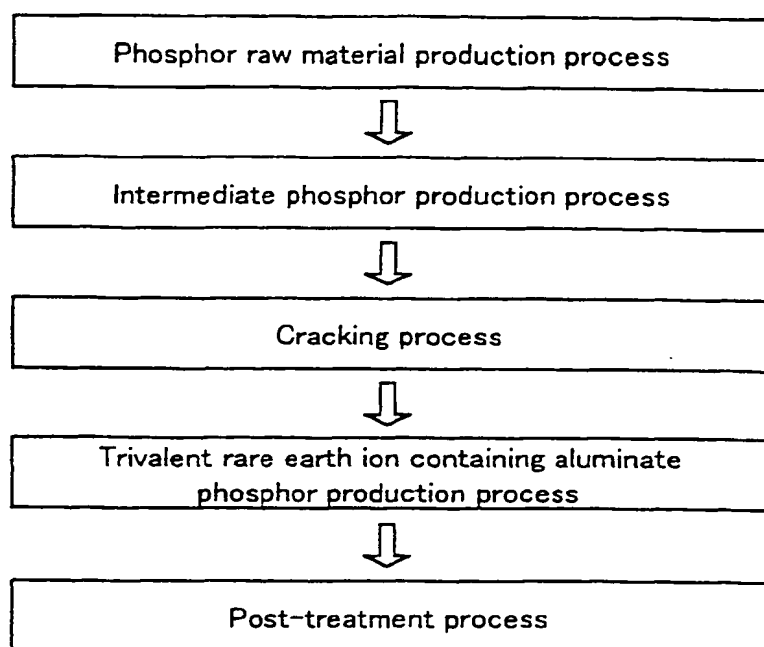 Phosphor raw material production process
Intermediate phosphor production process
Cracking process
Trivalent rare earth ion containing aluminate
phosphor production process
Post-treatment process